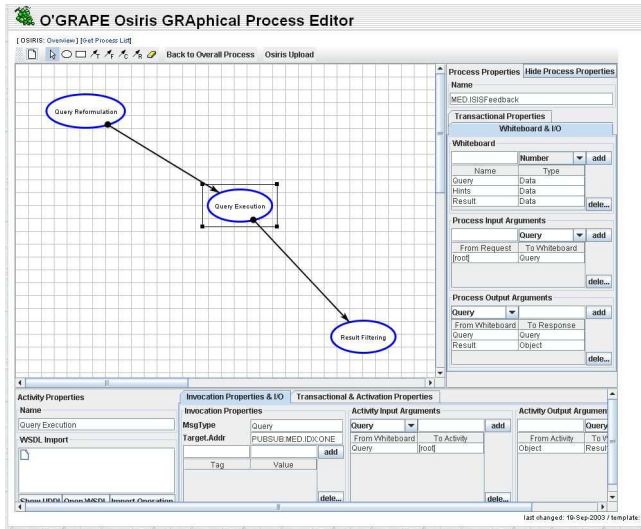 O'GRAPE Osiris GRAphical Process Editor
[ OSIRIS: Overview ] [Get Process List]
Back to Overall Process Osiris Upload
Query Reformulation
Query Execution
Result Filtering
Process Properties Hide Process Properties
Name
MED.ISISFeedback
Transactional Properties
Whiteboard & I/O
Whiteboard
Number add
Name Type
Query Data
Hints Data
Result Data
dele...
Process Input Arguments
Query add
From Request To Whiteboard
[root] Query
dele...
Process Output Arguments
Query add
From Whiteboard To Response
Query Query
Result Object
dele...
Activity Properties
Name
Query Execution
WSDL Import
Show UDDI Open WSDL Import Operation
Invocation Properties & I/O Transactional & Activation Properties
Invocation Properties
MsgType Query
Target.Addr PUBSUB:MED.IDX:ONE
add
Tag Value
dele...
Activity Input Arguments
Query add
From Whiteboard To Activity
Query [root]
dele...
Activity Output Argumen
Query
From Activity To W
Object Resul
last changed: 19-Sep-2003 / template: